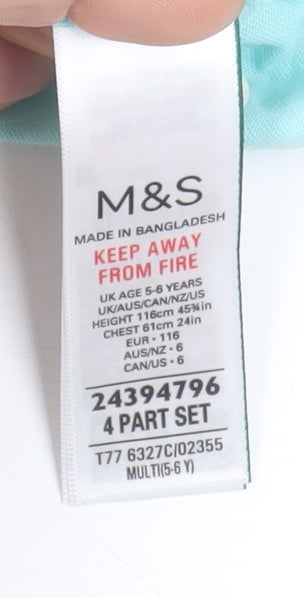 M&S
MADE IN BANGLADESH
KEEP AWAY
FROM FIRE
UK AGE 5-6 YEARS
UK/AUS/CAN/NZ/US
HEIGHT 116cm 45¾in
CHEST 61cm 24in
EUR • 116
AUS/NZ • 6
CAN/US • 6
24394796
4 PART SET
T77 6327C/02355
MULTI(5-6 Y)